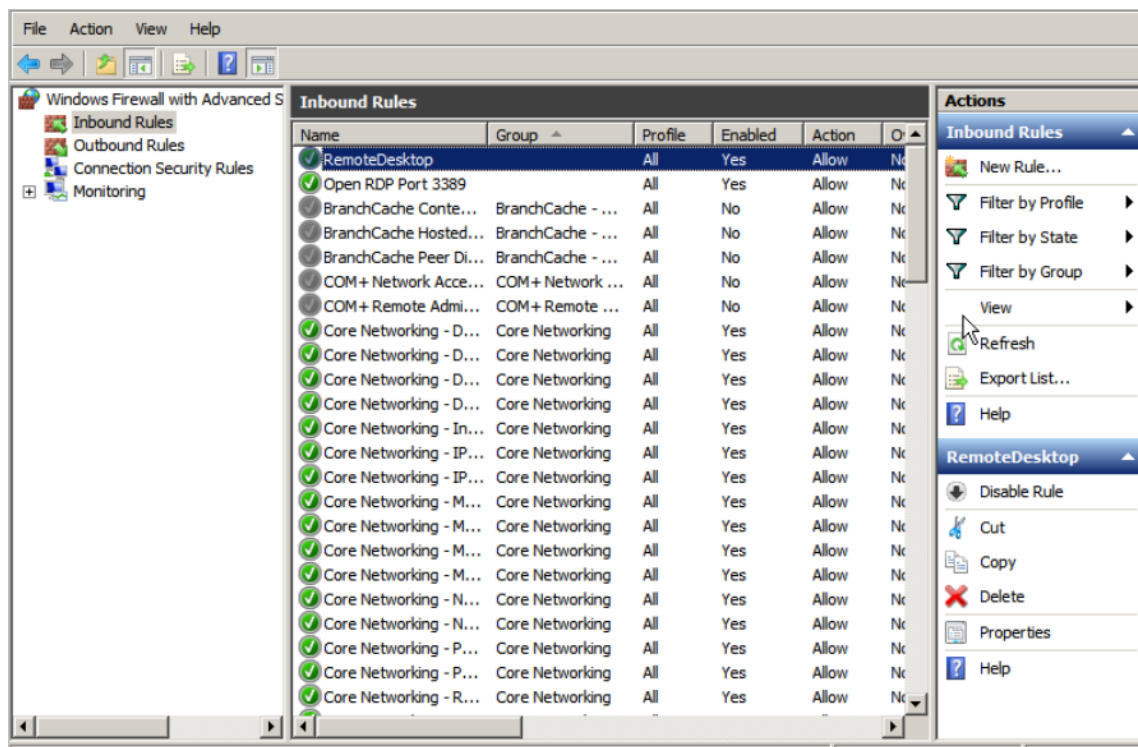 File Action View Help
Windows Firewall with Advanced S
Inbound Rules
Outbound Rules
Connection Security Rules
Monitoring
Inbound Rules
Name Group Profile Enabled Action
RemoteDesktop All Yes Allow
Open RDP Port 3389 All Yes Allow
BranchCache Conte... BranchCache - ... All No Allow
BranchCache Hosted... BranchCache - ... All No Allow
BranchCache Peer Di... BranchCache - ... All No Allow
COM+ Network Acce... COM+ Network ... All No Allow
COM+ Remote Admi... COM+ Remote ... All No Allow
Core Networking - D... Core Networking All Yes Allow
Core Networking - D... Core Networking All Yes Allow
Core Networking - D... Core Networking All Yes Allow
Core Networking - D... Core Networking All Yes Allow
Core Networking - In... Core Networking All Yes Allow
Core Networking - IP... Core Networking All Yes Allow
Core Networking - IP... Core Networking All Yes Allow
Core Networking - M... Core Networking All Yes Allow
Core Networking - M... Core Networking All Yes Allow
Core Networking - M... Core Networking All Yes Allow
Core Networking - M... Core Networking All Yes Allow
Core Networking - N... Core Networking All Yes Allow
Core Networking - N... Core Networking All Yes Allow
Core Networking - P... Core Networking All Yes Allow
Core Networking - P... Core Networking All Yes Allow
Core Networking - R... Core Networking All Yes Allow
Actions
Inbound Rules
New Rule...
Filter by Profile
Filter by State
Filter by Group
View
Refresh
Export List...
Help
RemoteDesktop
Disable Rule
Cut
Copy
Delete
Properties
Help